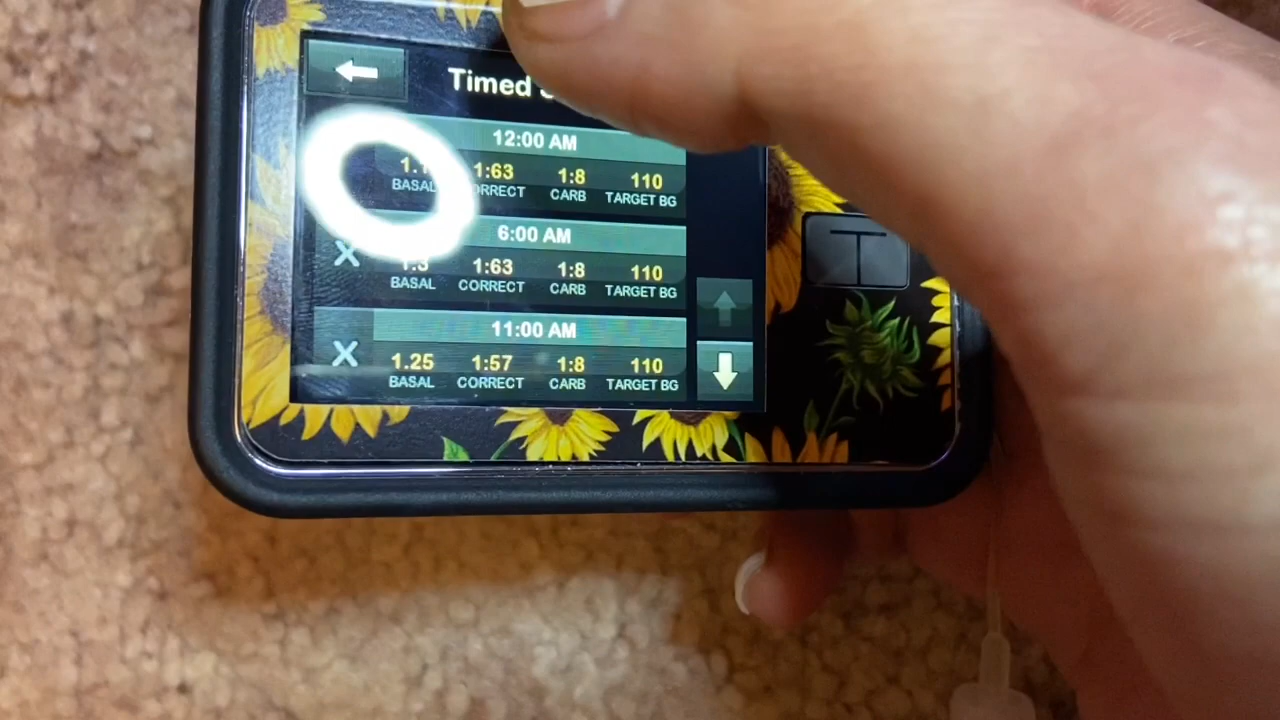 Timed
12:00 AM
1:63 1:8 110
BASAL CORRECT CARB TARGET BG
6:00 AM
1.3 1:63 1:8 110
BASAL CORRECT CARB TARGET BG
11:00 AM
1.25 1:57 1:8 110
BASAL CORRECT CARB TARGET BG